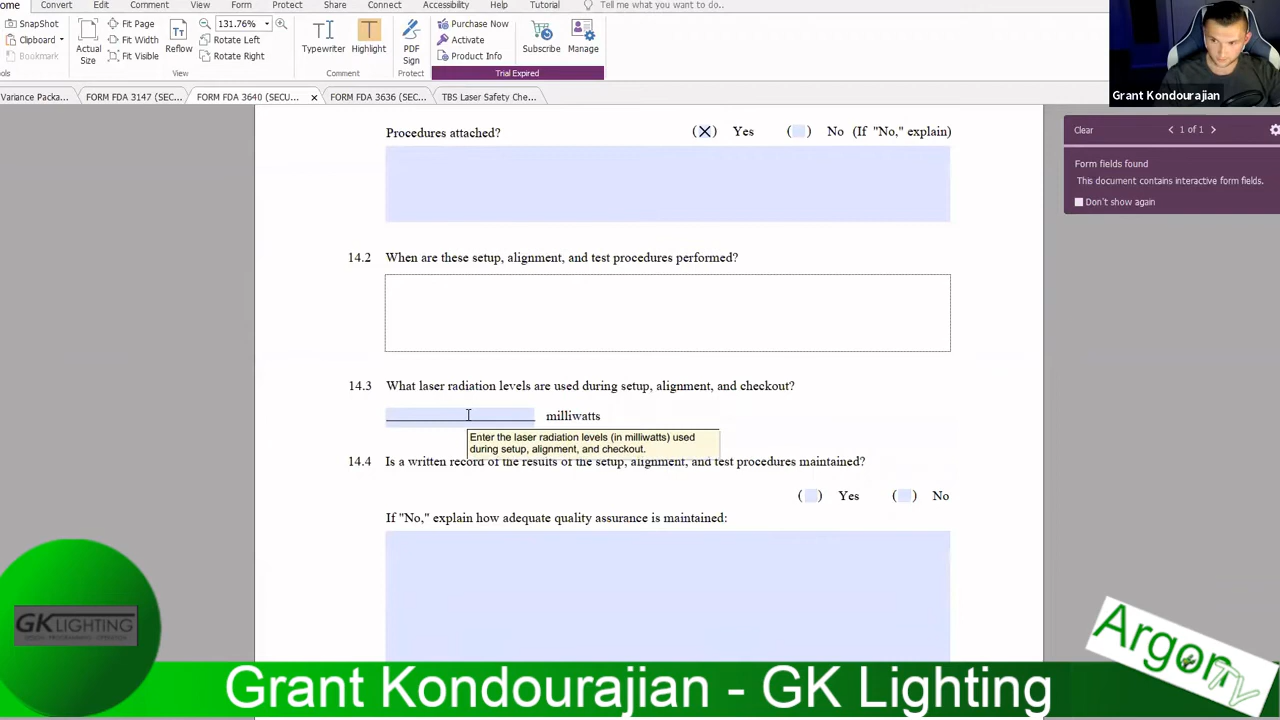 ome Convert Edit Comment View Form Protect Share Connect Accessibility Help Tutorial Tell me what you want to do...
SnapShot
Clipboard
Bookmark
ols
Actual Size
Fit Page
Fit Width
Fit Visible
Reflow
131.76%
Rotate Left
Rotate Right
View
Typewriter
Highlight
Comment
PDF Sign
Protect
Purchase Now
Activate
Product Info
Subscribe
Manage
Trial Expired
Grant Kondourajian
Variance Packa...
FORM FDA 3147 (SEC...
FORM FDA 3640 (SECU...
FORM FDA 3636 (SEC...
TBS Laser Safety Che...
Clear 1 of 1
Form fields found
This document contains interactive form fields.
Don't show again
Procedures attached? (X) Yes ( ) No (If "No," explain)
14.2 When are these setup, alignment, and test procedures performed?
14.3 What laser radiation levels are used during setup, alignment, and checkout?
milliwatts
Enter the laser radiation levels (in milliwatts) used
during setup, alignment, and checkout.
14.4 Is a written record of the results of the setup, alignment, and test procedures maintained?
( ) Yes ( ) No
If "No," explain how adequate quality assurance is maintained:
GK LIGHTING
DESIGN. PROGRAMMING. OPERATION
Argon TV
Grant Kondourajian - GK Lighting